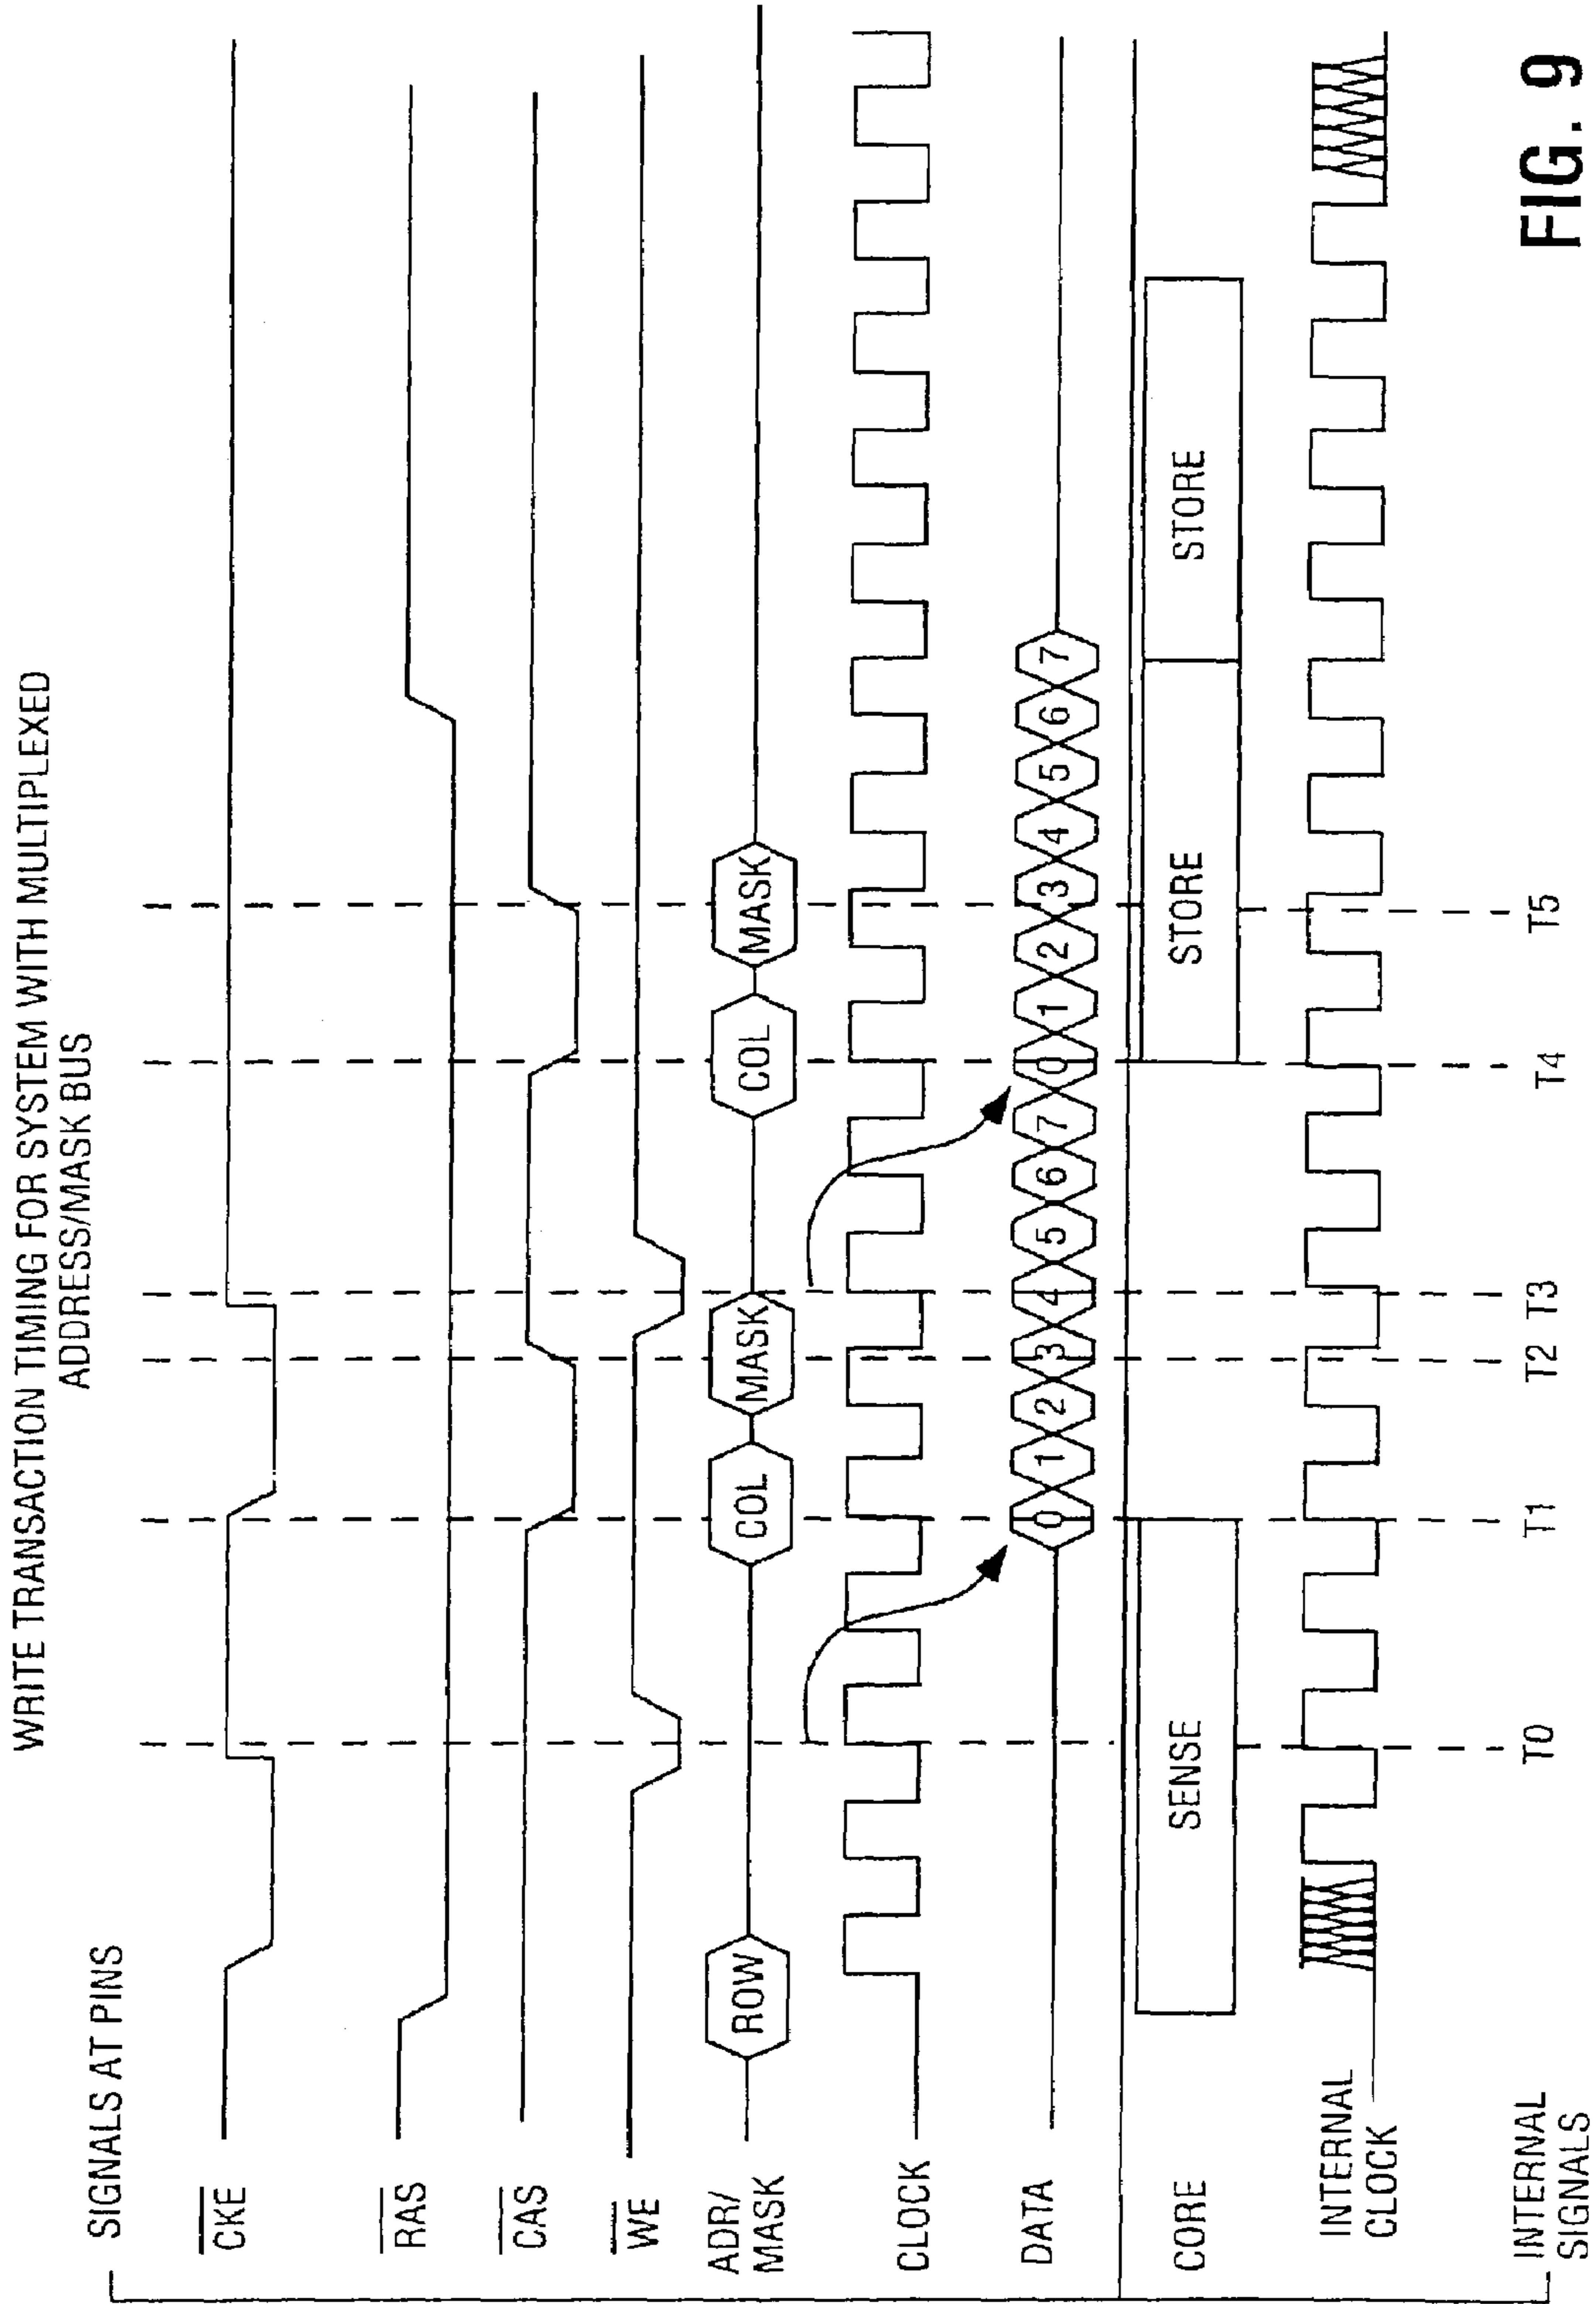 WRITE TRANSACTION TIMING FOR SYSTEM WITH MULTIPLEXED
ADDRESS/MASK BUS
SIGNALS AT PINS
CKE
RAS
CAS
WE
ADR/
MASK
ROW COL MASK COL MASK
CLOCK
DATA
0 1 2 3 4 5 6 7 0 1 2 3 4 5 6 7
CORE
SENSE STORE STORE
INTERNAL
CLOCK
INTERNAL
SIGNALS
T0 T1 T2 T3 T4 T5
FIG. 9